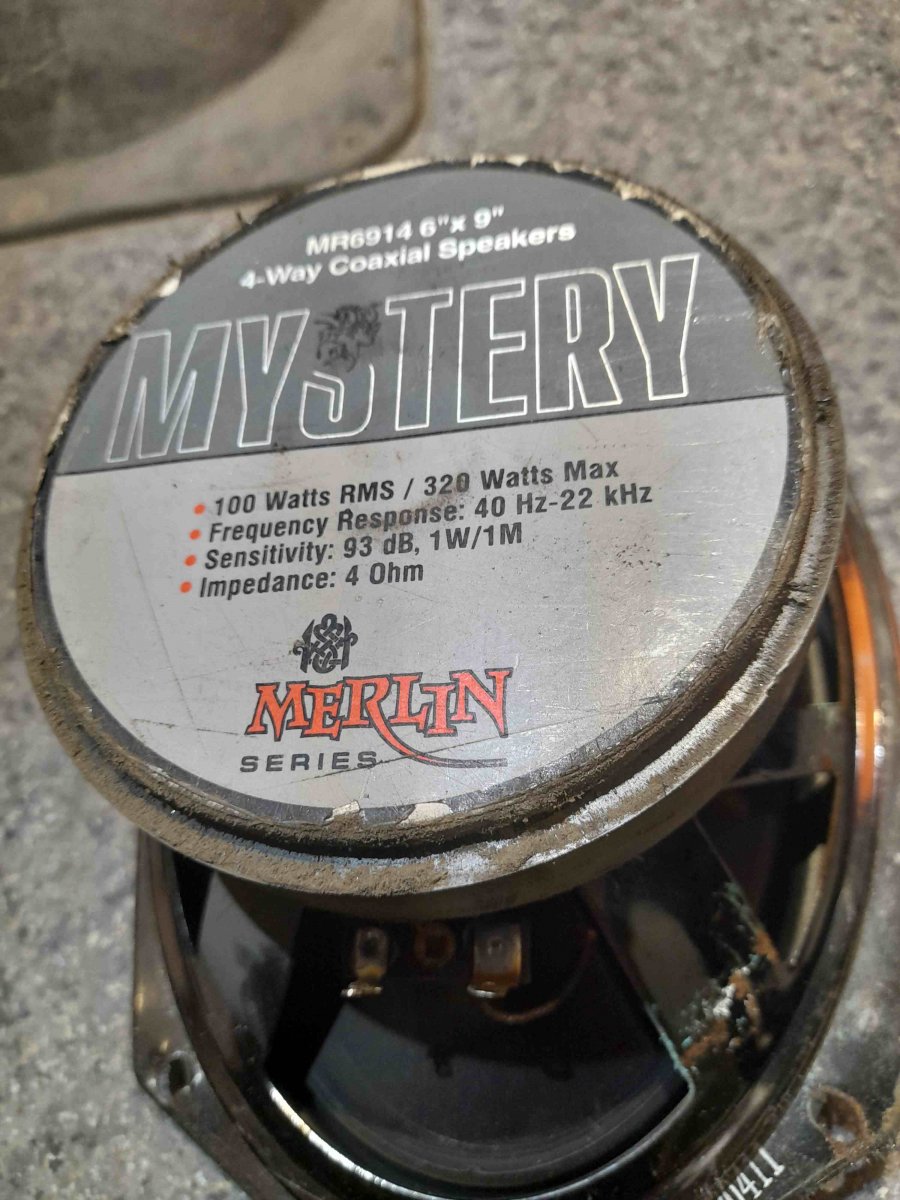 MR6914 6"x 9"
4-Way Coaxial Speakers
MYSTERY
• 100 Watts RMS / 320 Watts Max
• Frequency Response: 40 Hz-22 kHz
• Sensitivity: 93 dB, 1W/1M
• Impedance: 4 Ohm
MERLIN
SERIES